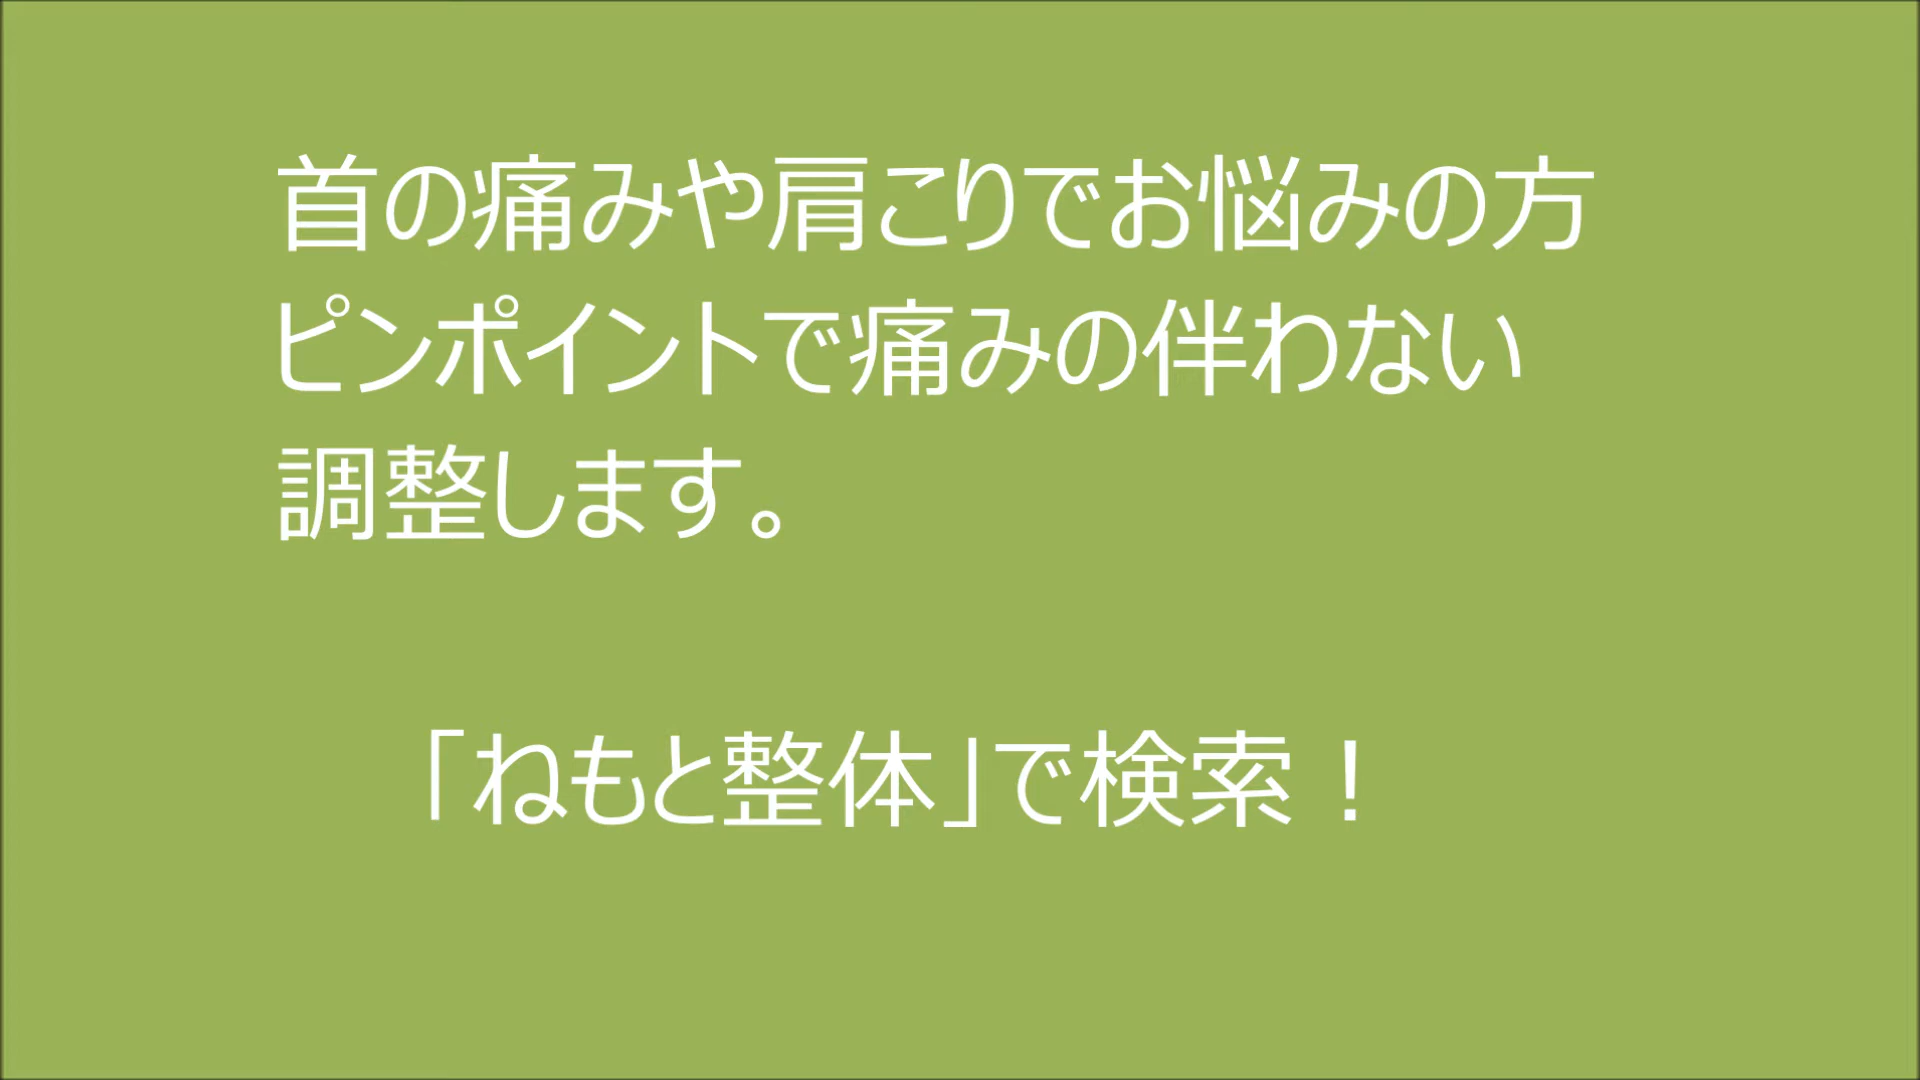 首の痛みや肩こりでお悩みの方
ピンポイントで痛みの伴わない
調整します。
「ねもと整体」で検索！